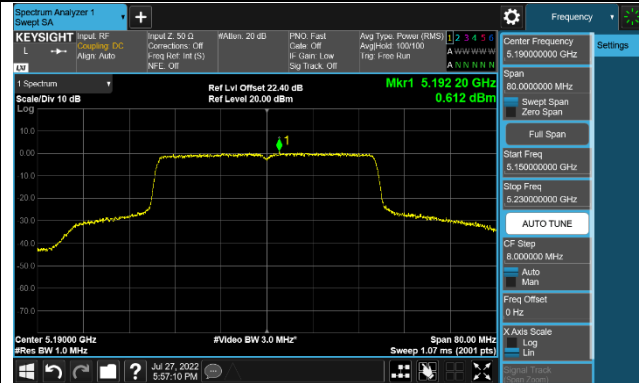 Spectrum Analyzer 1
Swept SA
Frequency
KEYSIGHT
L
LXI
Input: RF
Coupling: DC
Align: Auto
Input Z: 50 Ω
Corrections: Off
Freq Ref: Int (S)
NFE: Off
#Atten: 20 dB
PNO: Fast
Gate: Off
IF Gain: Low
Sig Track: Off
Avg Type: Power (RMS)
Avg|Hold: 100/100
Trig: Free Run
1 2 3 4 5 6
A W W W W W
A N N N N N
1 Spectrum
Scale/Div 10 dB
Log
Ref Lvl Offset 22.40 dB
Ref Level 20.00 dBm
Mkr1 5.192 20 GHz
0.612 dBm
1
10.0
0.00
-10.0
-20.0
-30.0
-40.0
-50.0
-60.0
-70.0
Center 5.19000 GHz
#Res BW 1.0 MHz
#Video BW 3.0 MHz*
Span 80.00 MHz
Sweep 1.07 ms (2001 pts)
Center Frequency
5.190000000 GHz
Settings
Span
80.0000000 MHz
Swept Span
Zero Span
Full Span
Start Freq
5.150000000 GHz
Stop Freq
5.230000000 GHz
AUTO TUNE
CF Step
8.000000 MHz
Auto
Man
Freq Offset
0 Hz
X Axis Scale
Log
Lin
Signal Track
(Span Zoom)
Jul 27, 2022
5:57:10 PM